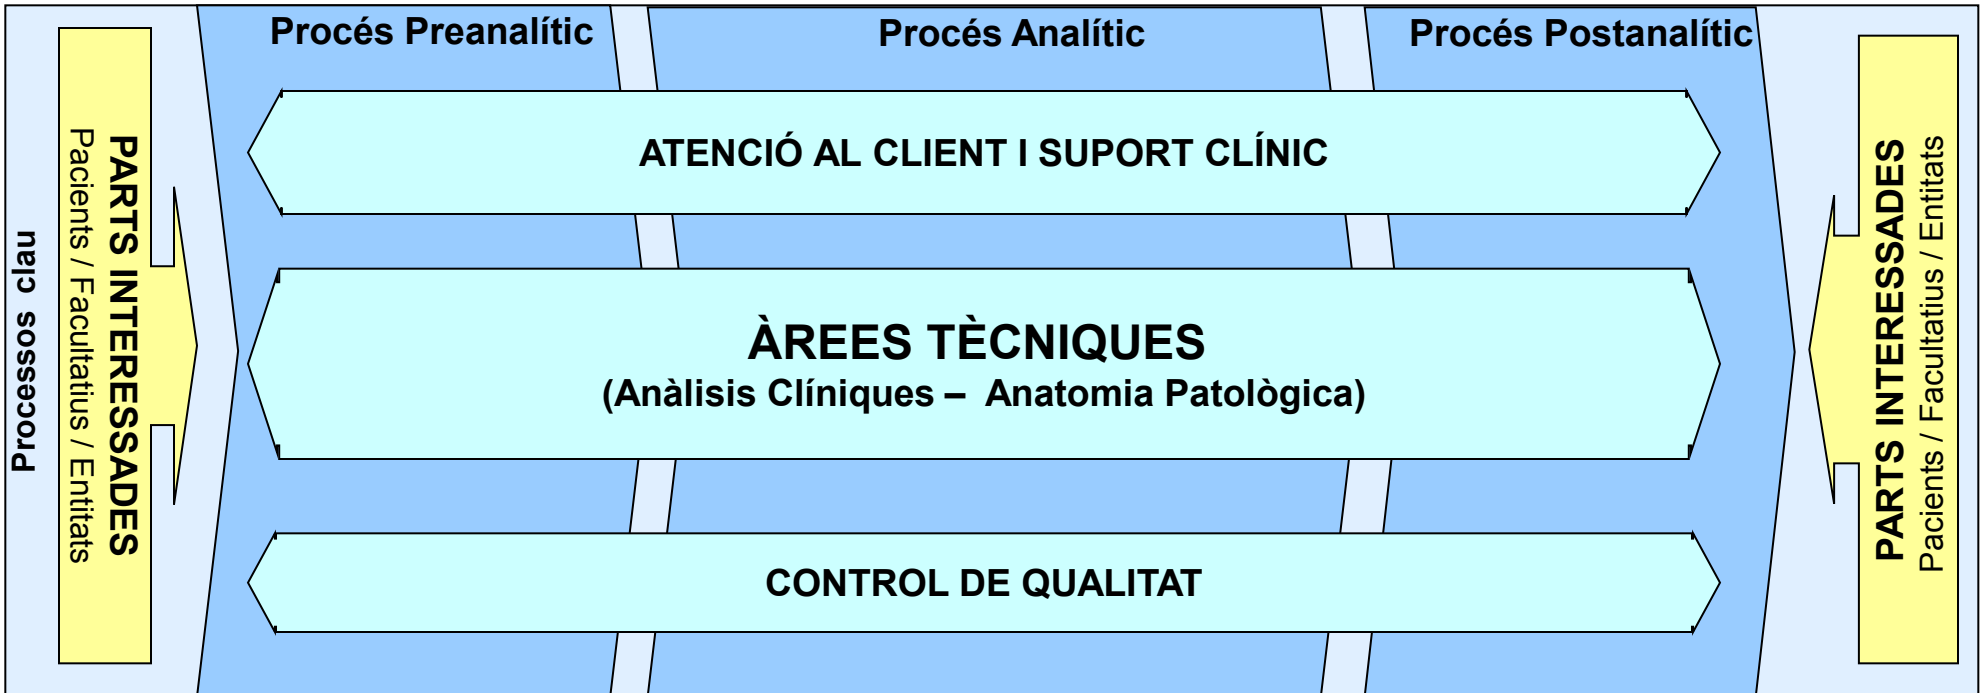 Procés Preanalític
Procés Analític
Procés Postanalític
Processos clau
PARTS INTERESSADES
Pacients / Facultatius / Entitats
ATENCIÓ AL CLIENT I SUPORT CLÍNIC
ÀREES TÈCNIQUES
(Anàlisis Clíniques – Anatomia Patològica)
CONTROL DE QUALITAT
PARTS INTERESSADES
Pacients / Facultatius / Entitats